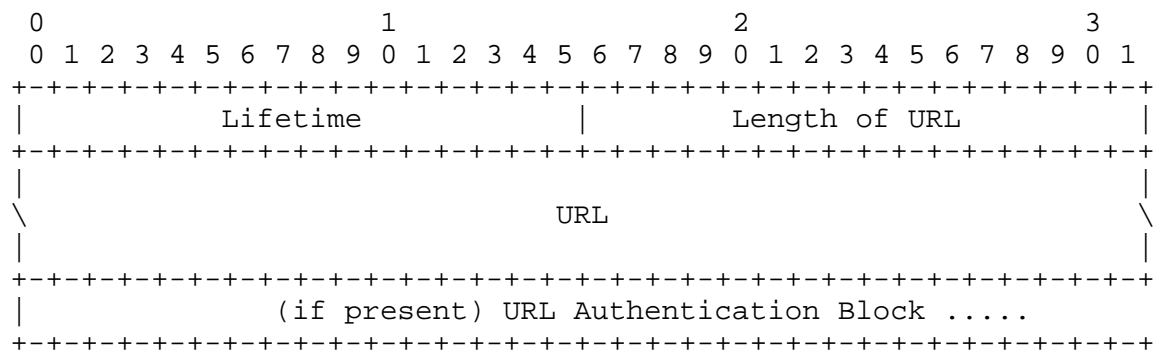 0                   1                   2                   3
 0 1 2 3 4 5 6 7 8 9 0 1 2 3 4 5 6 7 8 9 0 1 2 3 4 5 6 7 8 9 0 1
+-+-+-+-+-+-+-+-+-+-+-+-+-+-+-+-+-+-+-+-+-+-+-+-+-+-+-+-+-+-+-+-+
|           Lifetime            |        Length of URL          |
+-+-+-+-+-+-+-+-+-+-+-+-+-+-+-+-+-+-+-+-+-+-+-+-+-+-+-+-+-+-+-+-+
|                                                               |
\                              URL                              \
|                                                               |
+-+-+-+-+-+-+-+-+-+-+-+-+-+-+-+-+-+-+-+-+-+-+-+-+-+-+-+-+-+-+-+-+
|              (if present) URL Authentication Block .....
+-+-+-+-+-+-+-+-+-+-+-+-+-+-+-+-+-+-+-+-+-+-+-+-+-+-+-+-+-+-+-+-+